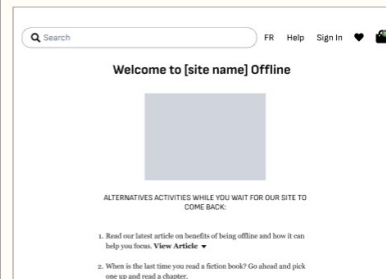 Search
FR Help Sign In
Welcome to [site name] Offline
ALTERNATIVES ACTIVITIES WHILE YOU WAIT FOR OUR SITE TO
COME BACK:
1. Read our latest article on benefits of being offline and how it can
help you focus. View Article
2. When is the last time you read a fiction book? Go ahead and pick
one up and read a chapter.